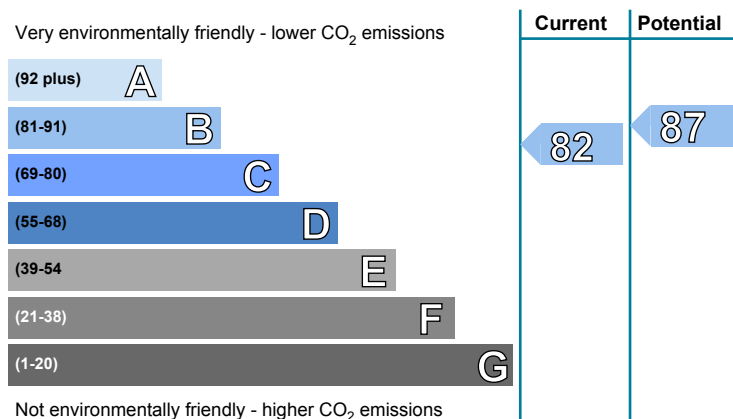 Very environmentally friendly - lower CO2 emissions
Current
Potential
(92 plus) A
(81-91) B
(69-80) C
(55-68) D
(39-54 E
(21-38) F
(1-20) G
82
87
Not environmentally friendly - higher CO2 emissions